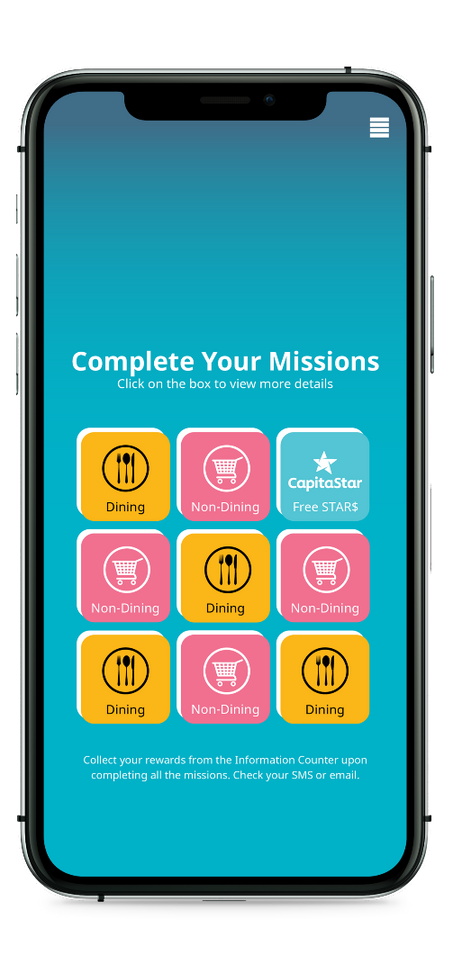 Complete Your Missions
Click on the box to view more details
Dining
Non-Dining
CapitaStar
Free STAR$
Non-Dining
Dining
Non-Dining
Dining
Non-Dining
Dining
Collect your rewards from the Information Counter upon
completing all the missions. Check your SMS or email.